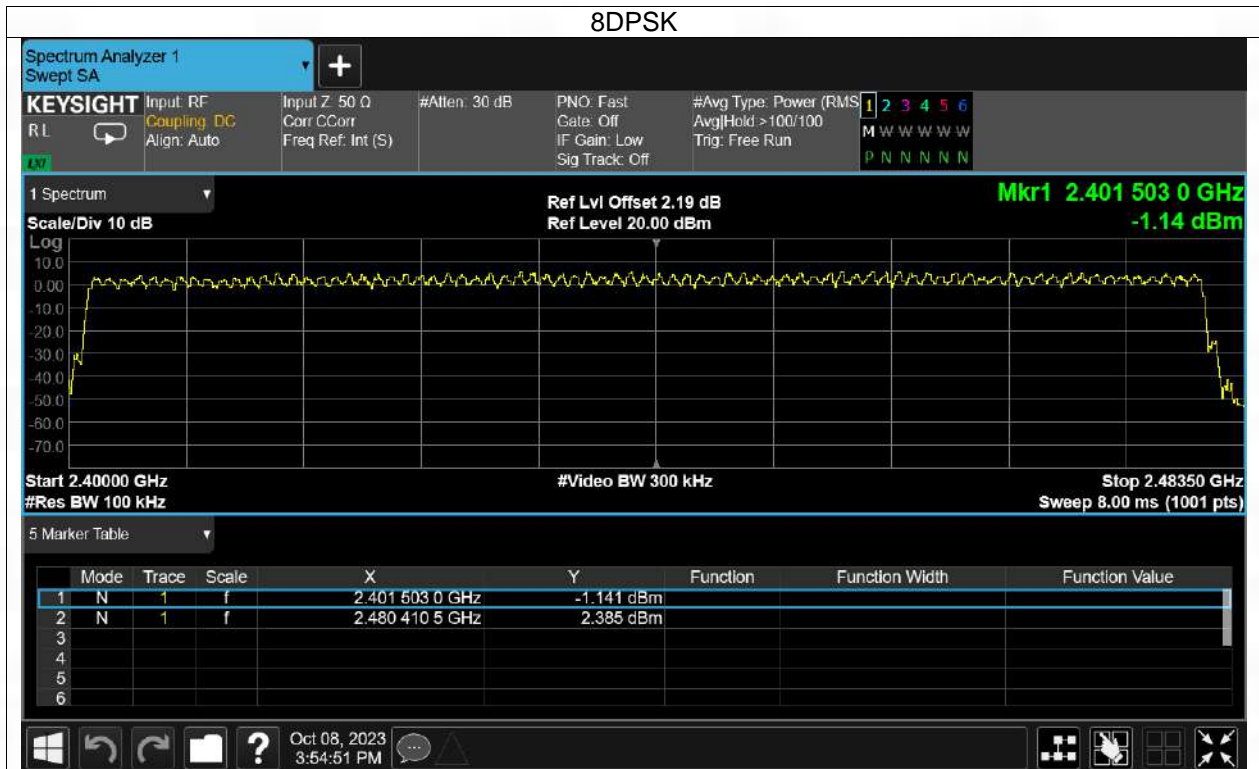 8DPSK
Spectrum Analyzer 1
Swept SA
KEYSIGHT Input: RF Input Z: 50 Ω #Atten: 30 dB PNO: Fast #Avg Type: Power (RMS 1 2 3 4 5 6
RL Coupling: DC Corr CCorr Gate: Off Avg|Hold:>100/100 M W W W W W
Align: Auto Freq Ref: Int (S) IF Gain: Low Trig: Free Run
LXI Sig Track: Off P N N N N N
1 Spectrum Ref Lvl Offset 2.19 dB Mkr1 2.401 503 0 GHz
Scale/Div 10 dB Ref Level 20.00 dBm -1.14 dBm
Log
10.0
0.00
-10.0
-20.0
-30.0
-40.0
-50.0
-60.0
-70.0
Start 2.40000 GHz #Video BW 300 kHz Stop 2.48350 GHz
#Res BW 100 kHz Sweep 8.00 ms (1001 pts)
5 Marker Table
Mode Trace Scale X Y Function Function Width Function Value
1 N 1 f 2.401 503 0 GHz -1.141 dBm
2 N 1 f 2.480 410 5 GHz 2.385 dBm
3
4
5
6
? Oct 08, 2023
3:54:51 PM